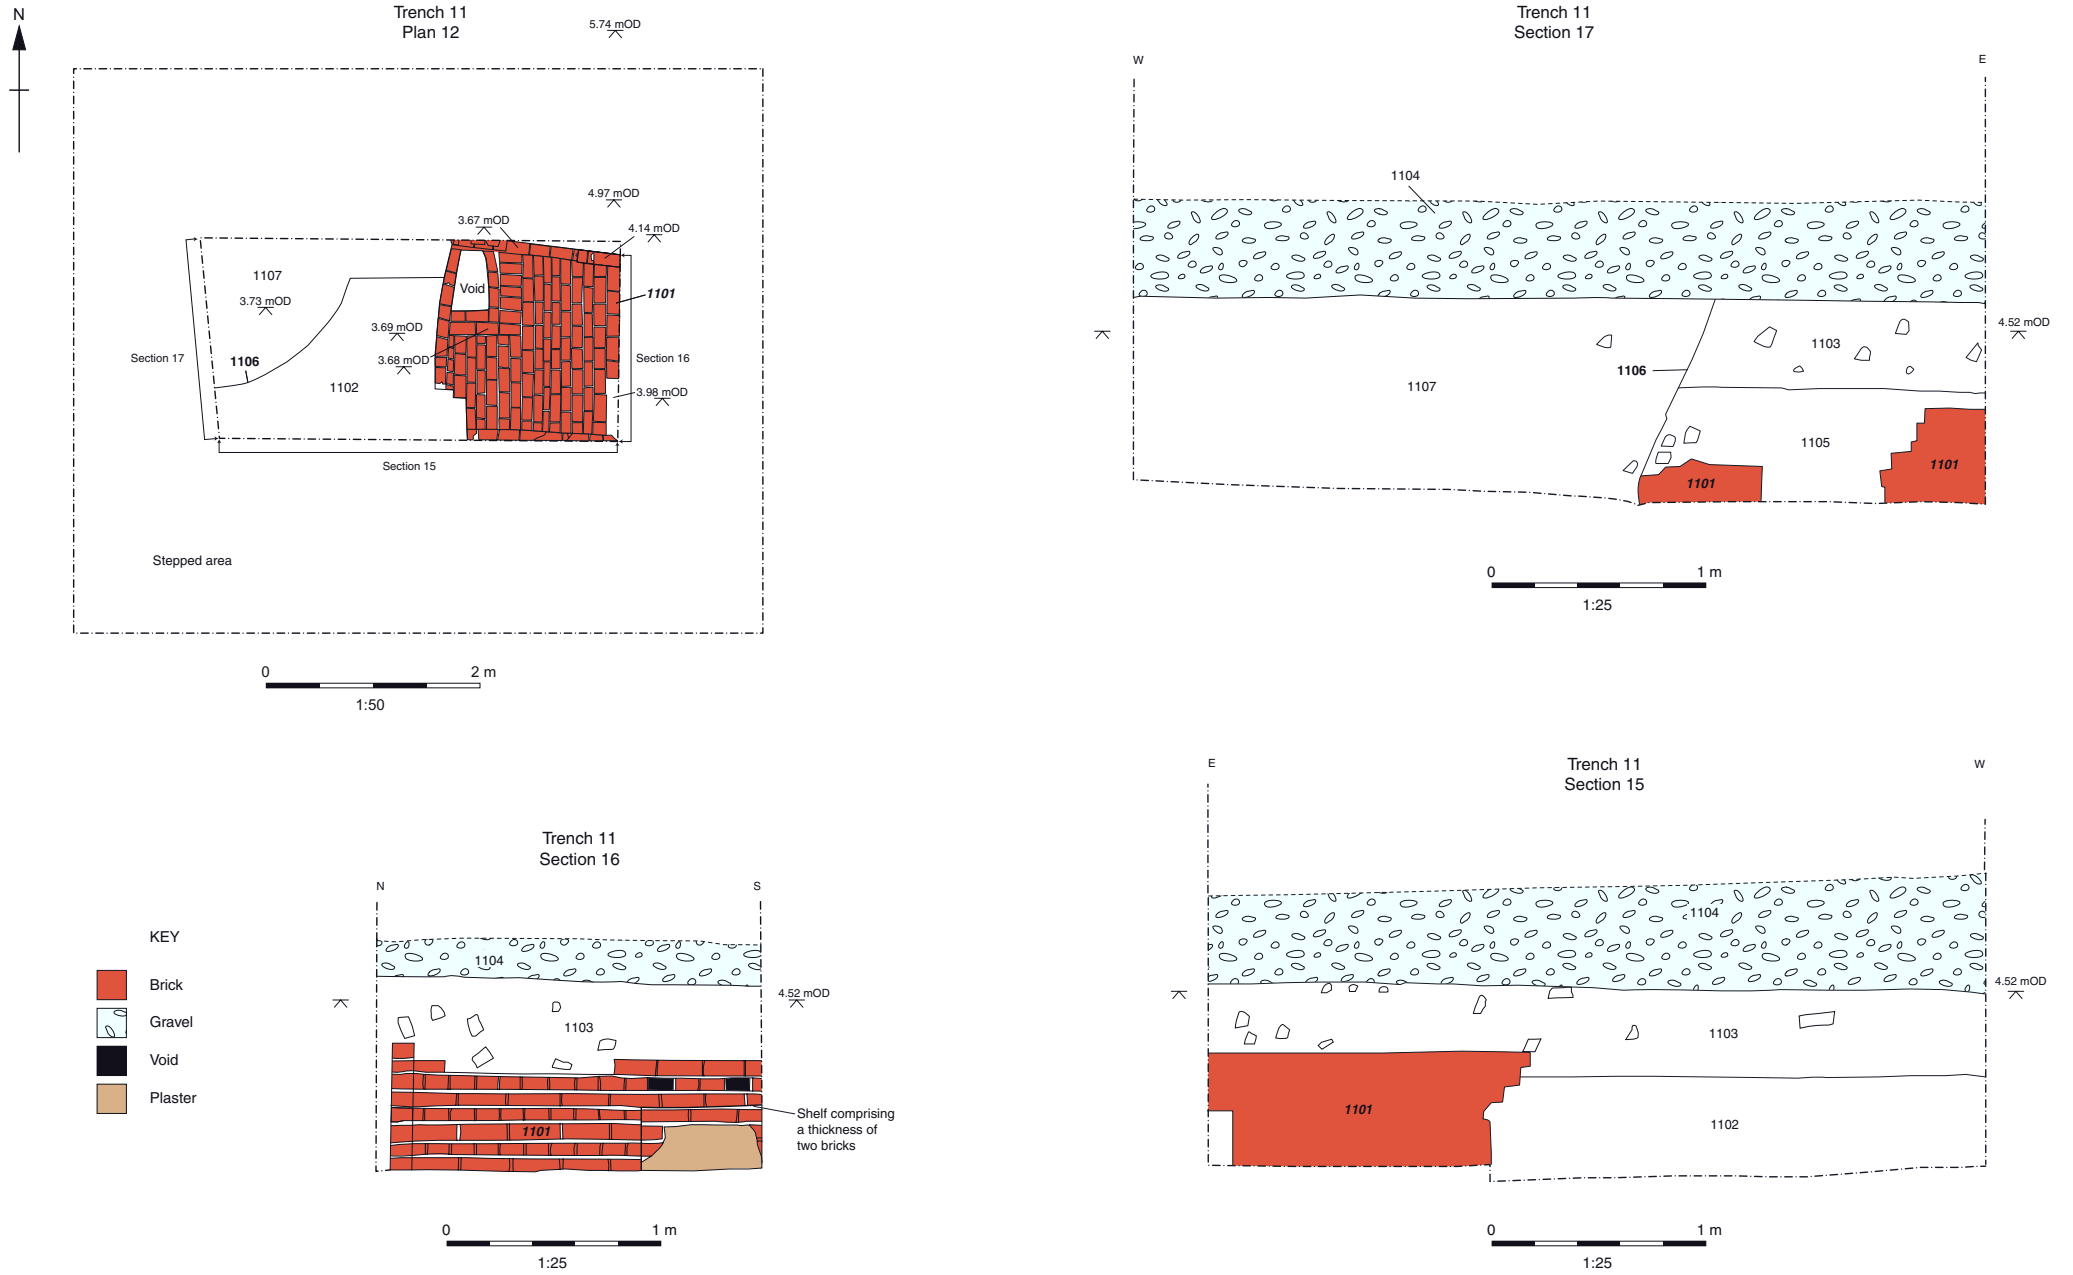 N
Trench 11
Plan 12
5.74 mOD
4.97 mOD
3.67 mOD
4.14 mOD
1107
3.73 mOD
Void
1101
3.69 mOD
3.68 mOD
Section 17
1106
1102
Section 16
3.98 mOD
Section 15
Stepped area
0 2 m
1:50
Trench 11
Section 17
W E
1104
4.52 mOD
1103
1106
1107
1105
1101
1101
0 1 m
1:25
Trench 11
Section 16
N S
1104
4.52 mOD
1103
1101
Shelf comprising
a thickness of
two bricks
0 1 m
1:25
KEY
Brick
Gravel
Void
Plaster
Trench 11
Section 15
E W
1104
4.52 mOD
1103
1101
1102
0 1 m
1:25